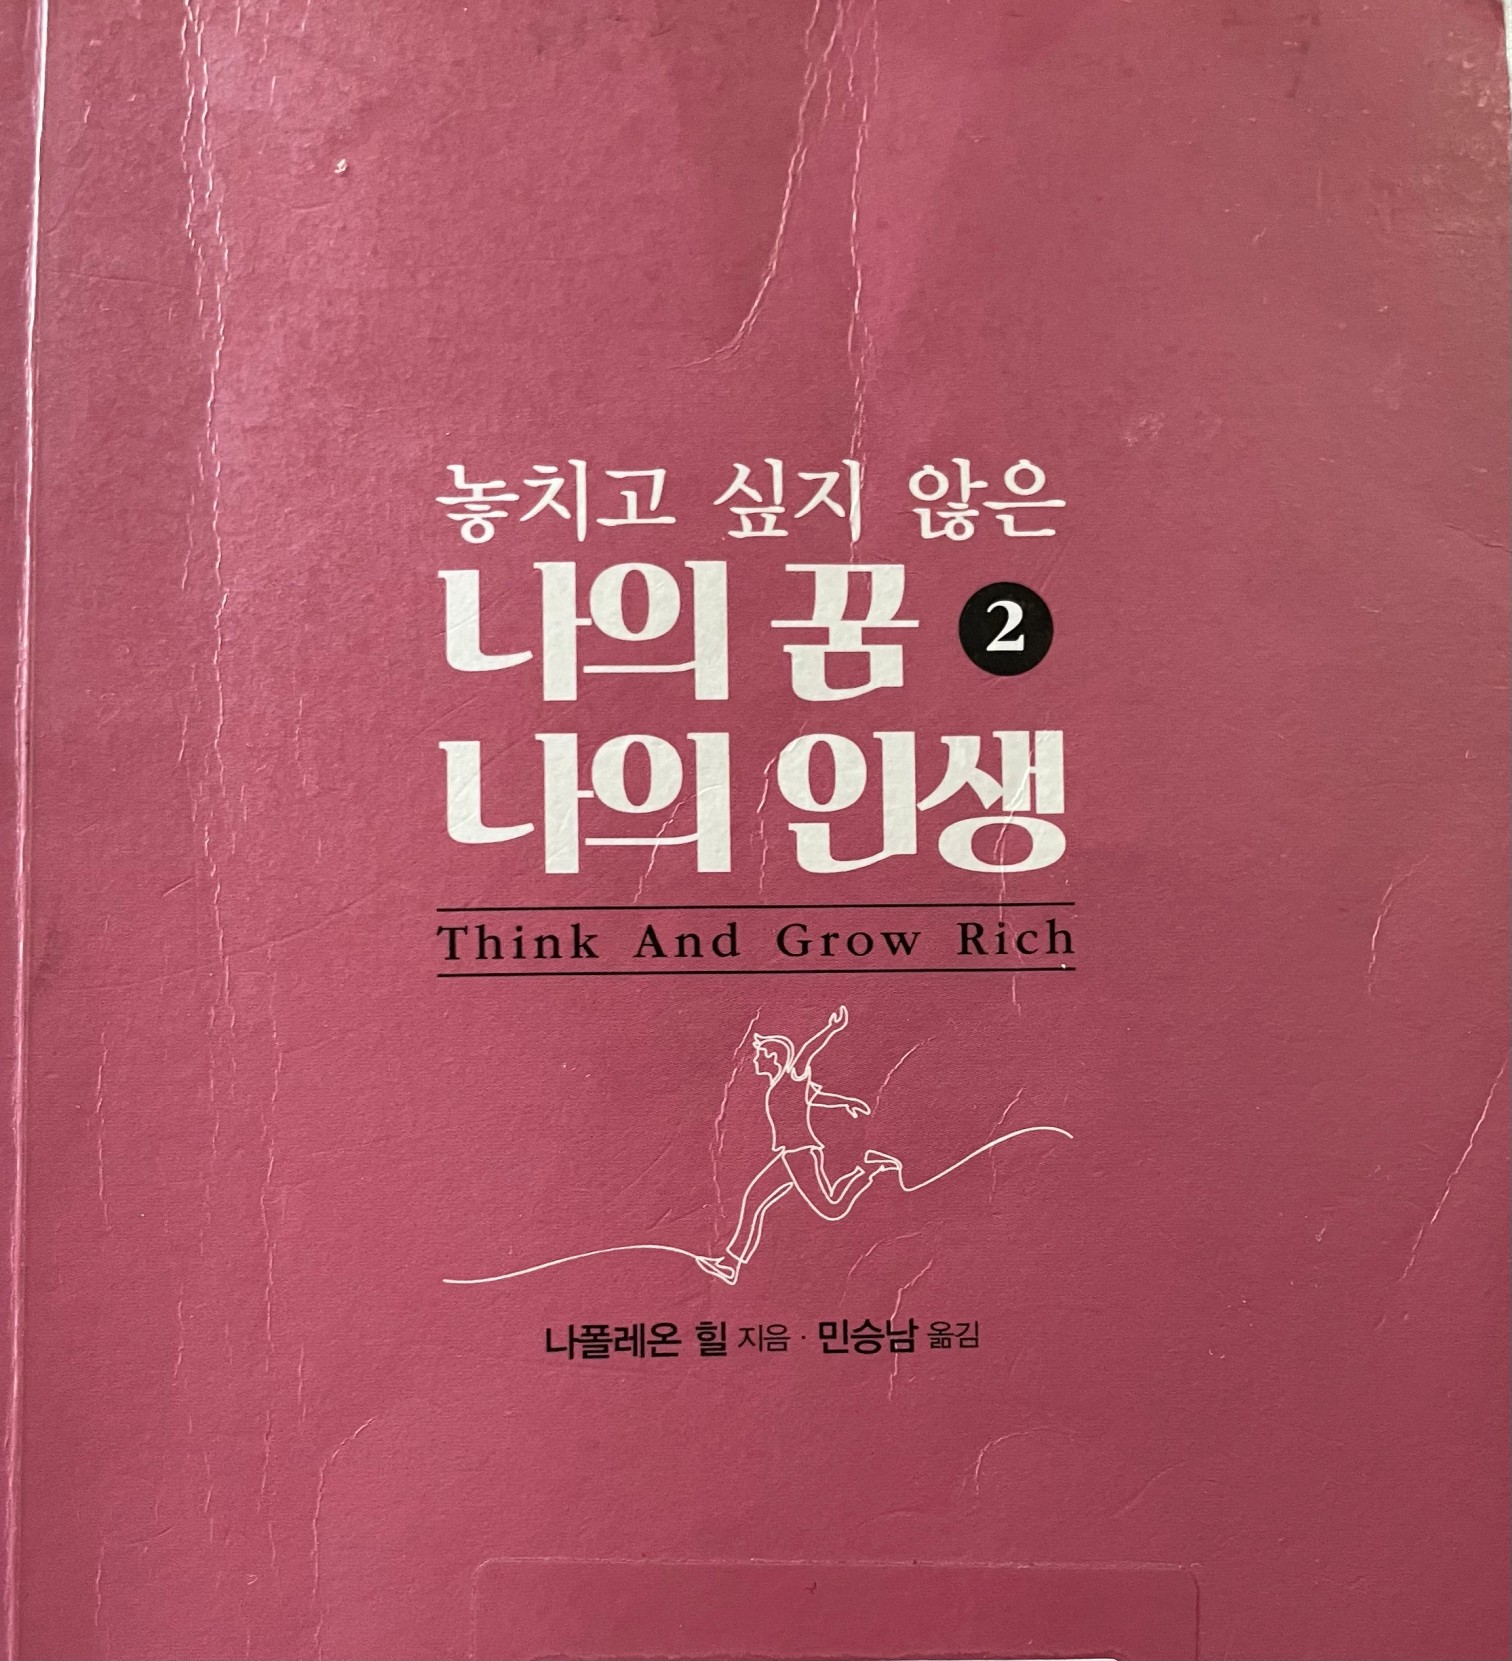 놓치고 싶지 않은
나의 꿈 2
나의 인생
Think And Grow Rich
나폴레온 힐 지음 · 민승남 옮김